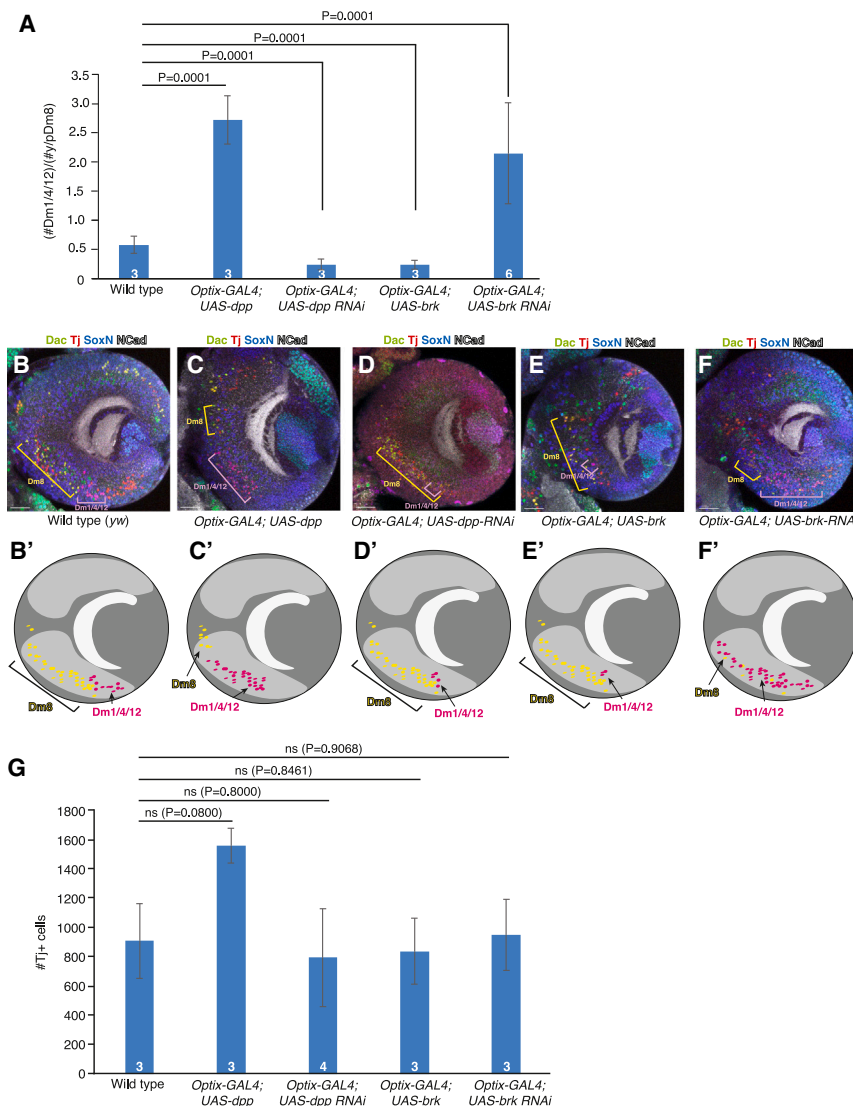 A
P=0.0001
P=0.0001
P=0.0001
P=0.0001
(#Dm1/4/12)/(#y/pDm8)
3.5
3.0
2.5
2.0
1.5
1.0
0.5
0
3 3 3 3 6
Wild type Optix-GAL4; UAS-dpp Optix-GAL4; UAS-dpp RNAi Optix-GAL4; UAS-brk Optix-GAL4; UAS-brk RNAi
Dac Tj SoxN NCad Dac Tj SoxN NCad Dac Tj SoxN NCad Dac Tj SoxN NCad Dac Tj SoxN NCad
B C D E F
Dm8 Dm1/4/12
Dm8 Dm1/4/12
Dm8 Dm1/4/12
Dm8 Dm1/4/12
Dm8 Dm1/4/12
Wild type (yw) Optix-GAL4; UAS-dpp Optix-GAL4; UAS-dpp-RNAi Optix-GAL4; UAS-brk Optix-GAL4; UAS-brk-RNAi
B' C' D' E' F'
Dm8 Dm1/4/12
Dm8 Dm1/4/12
Dm8 Dm1/4/12
Dm8 Dm1/4/12
Dm8 Dm1/4/12
G
ns (P=0.9068)
ns (P=0.8461)
ns (P=0.8000)
ns (P=0.0800)
#Tj+ cells
1800
1600
1400
1200
1000
800
600
400
200
0
3 3 4 3 3
Wild type Optix-GAL4; UAS-dpp Optix-GAL4; UAS-dpp RNAi Optix-GAL4; UAS-brk Optix-GAL4; UAS-brk RNAi